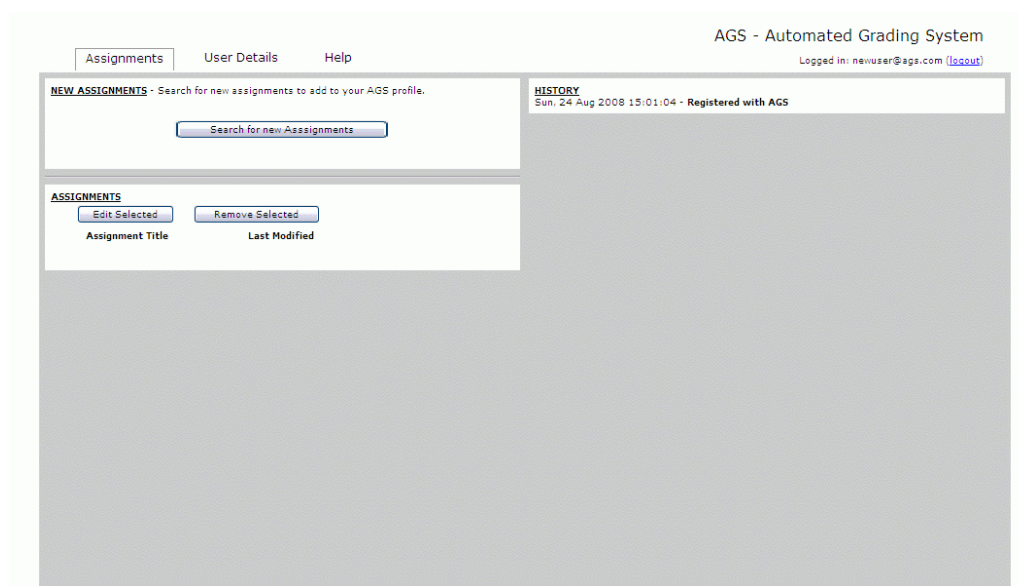 AGS - Automated Grading System
Assignments User Details Help
Logged in: newuser@ags.com (logout)
NEW ASSIGNMENTS - Search for new assignments to add to your AGS profile.
Search for new Asssignments
ASSIGNMENTS
Edit Selected Remove Selected
Assignment Title Last Modified
HISTORY
Sun, 24 Aug 2008 15:01:04 - Registered with AGS